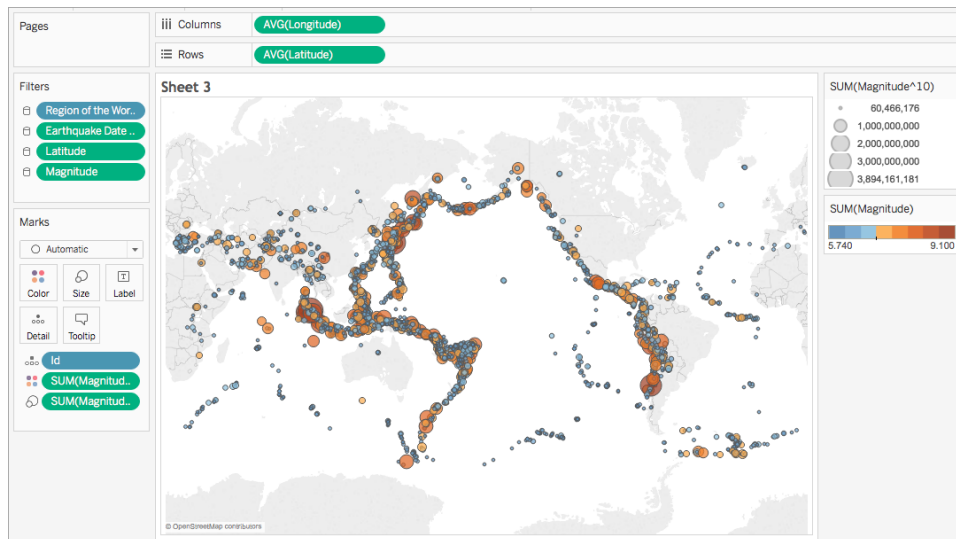 Pages
Columns
AVG(Longitude)
Rows
AVG(Latitude)
Filters
Region of the Wor..
Earthquake Date ..
Latitude
Magnitude
Marks
Automatic
Color
Size
T
Label
Detail
Tooltip
Id
SUM(Magnitud..
SUM(Magnitud..
Sheet 3
© OpenStreetMap contributors
SUM(Magnitude^10)
60,466,176
1,000,000,000
2,000,000,000
3,000,000,000
3,894,161,181
SUM(Magnitude)
5.740 9.100